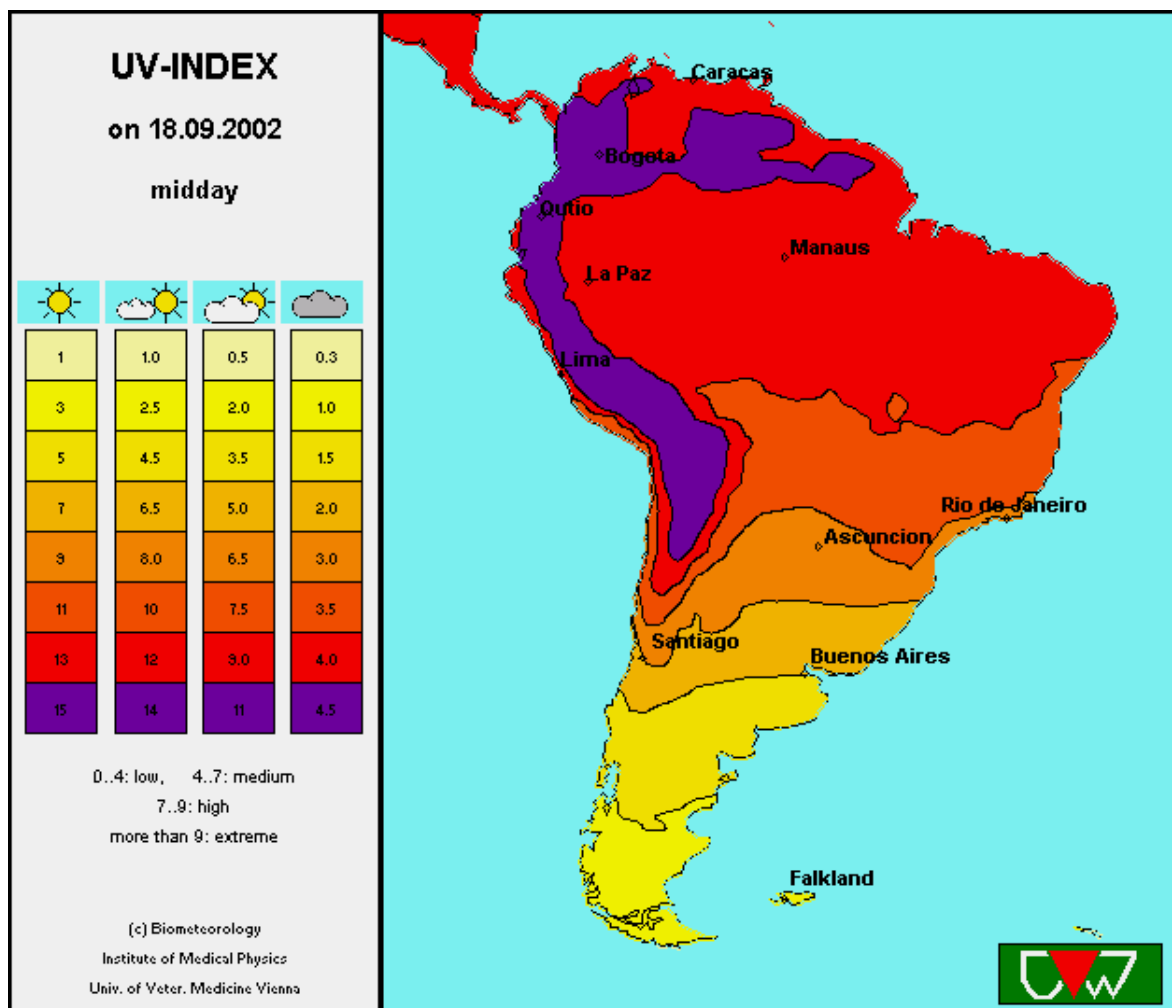 UV-INDEX
on 18.09.2002
midday
1 1.0 0.5 0.3
3 2.5 2.0 1.0
5 4.5 3.5 1.5
7 6.5 5.0 2.0
9 8.0 6.5 3.0
11 10 7.5 3.5
13 12 9.0 4.0
15 14 11 4.5
0..4: low, 4..7: medium
7..9: high
more than 9: extreme
(c) Biometeorology
Institute of Medical Physics
Univ. of Veter. Medicine Vienna
Caracas
Bogota
Qutio
Manaus
La Paz
Lima
Rio de Janeiro
Ascuncion
Santiago
Buenos Aires
Falkland